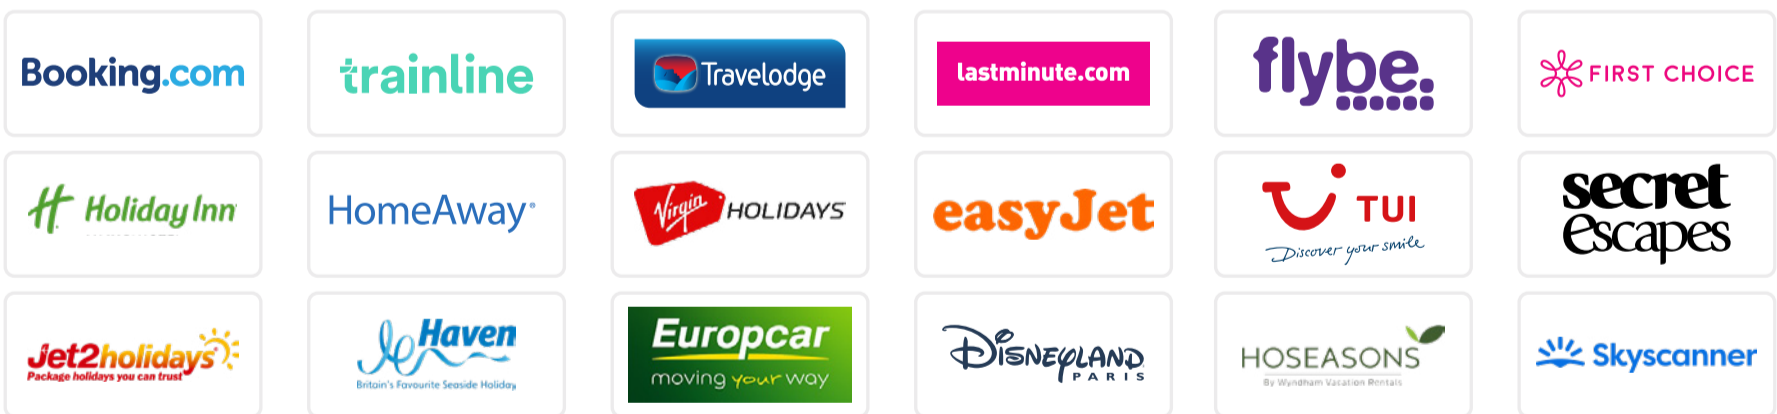 Booking.com
trainline
Travelodge
lastminute.com
flybe.
FIRST CHOICE
H Holiday Inn
HomeAway®
Virgin HOLIDAYS
easyJet
TUI
Discover your smile
secret
escapes
Jet2holidays
Package holidays you can trust
Haven
Britain's Favourite Seaside Holiday
Europcar
moving your way
DISNEYLAND
PARIS
HOSEASONS
By Wyndham Vacation Rentals
Skyscanner